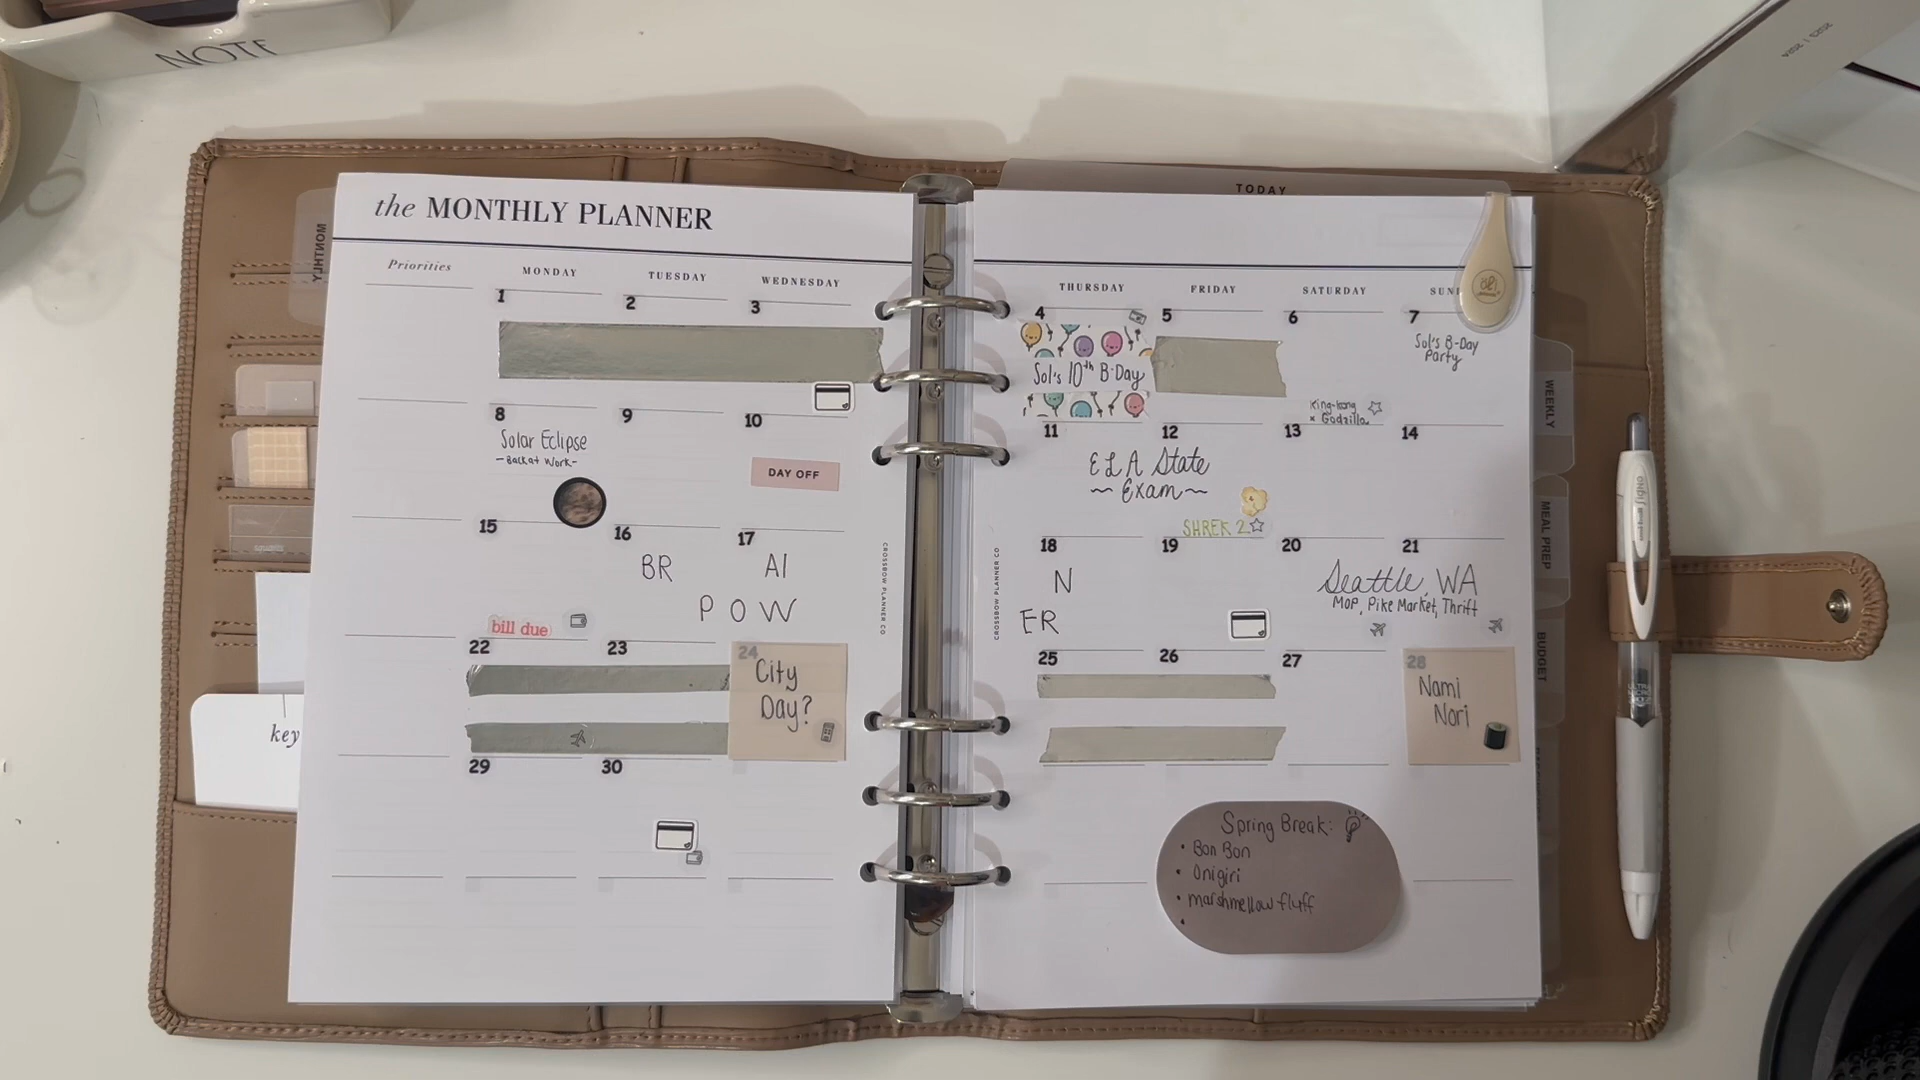 NOTE
2023 | 2024
TODAY
MONTHLY
the MONTHLY PLANNER
Priorities
MONDAY
TUESDAY
WEDNESDAY
THURSDAY
FRIDAY
SATURDAY
1
2
3
4
5
6
7
Sol's 10th B-Day
Sol's B-Day
Party
King-kong
x Godzilla
8
9
10
11
12
13
14
Solar Eclipse
-Back at Work-
DAY OFF
ELA State
~ Exam ~
SHREK 2
15
16
17
18
19
20
21
BR
AI
N
P O W
ER
Seattle, WA
MOP, Pike Market, Thrift
bill due
22
23
24
25
26
27
28
City
Day?
Nami
Nori
29
30
Spring Break:
• Bon Bon
• Onigiri
• marshmellow fluff
•
CROSSBOW PLANNER CO
CROSSBOW PLANNER CO
WEEKLY
MEAL PREP
BUDGET
key